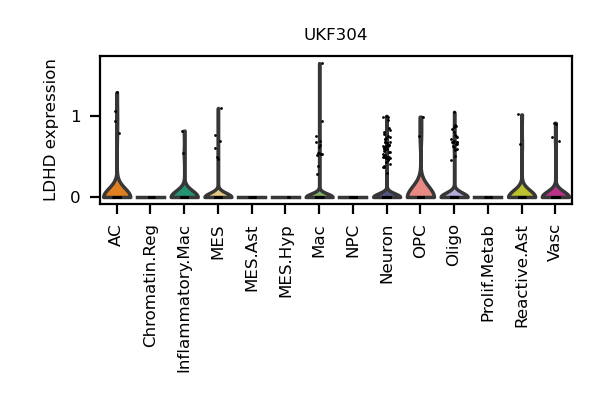 UKF304
LDHD expression
1
0
AC
Chromatin.Reg
Inflammatory.Mac
MES
MES.Ast
MES.Hyp
Mac
NPC
Neuron
OPC
Oligo
Prolif.Metab
Reactive.Ast
Vasc